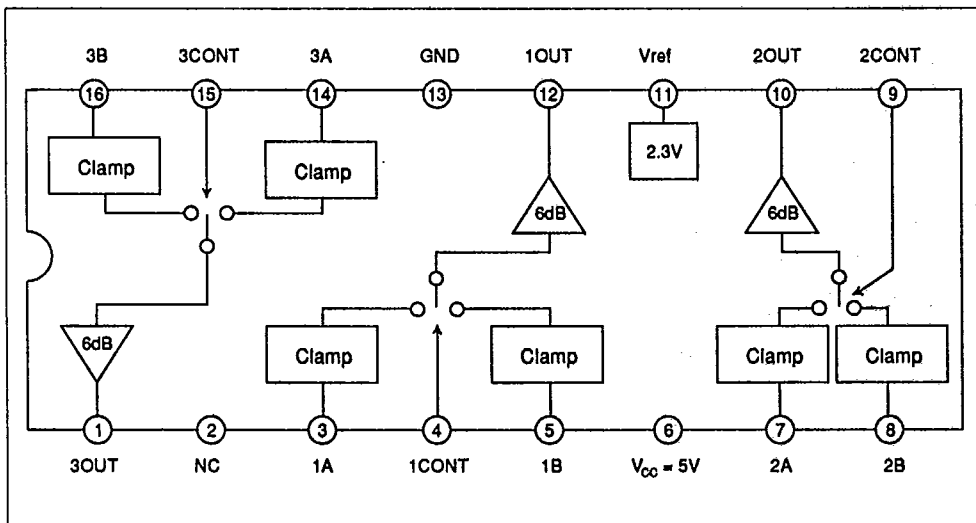 3B 3CONT 3A GND 1OUT Vref 2OUT 2CONT
16 15 14 13 12 11 10 9
Clamp Clamp 2.3V
6dB 6dB
6dB Clamp Clamp Clamp Clamp
1 2 3 4 5 6 7 8
3OUT NC 1A 1CONT 1B VCC = 5V 2A 2B